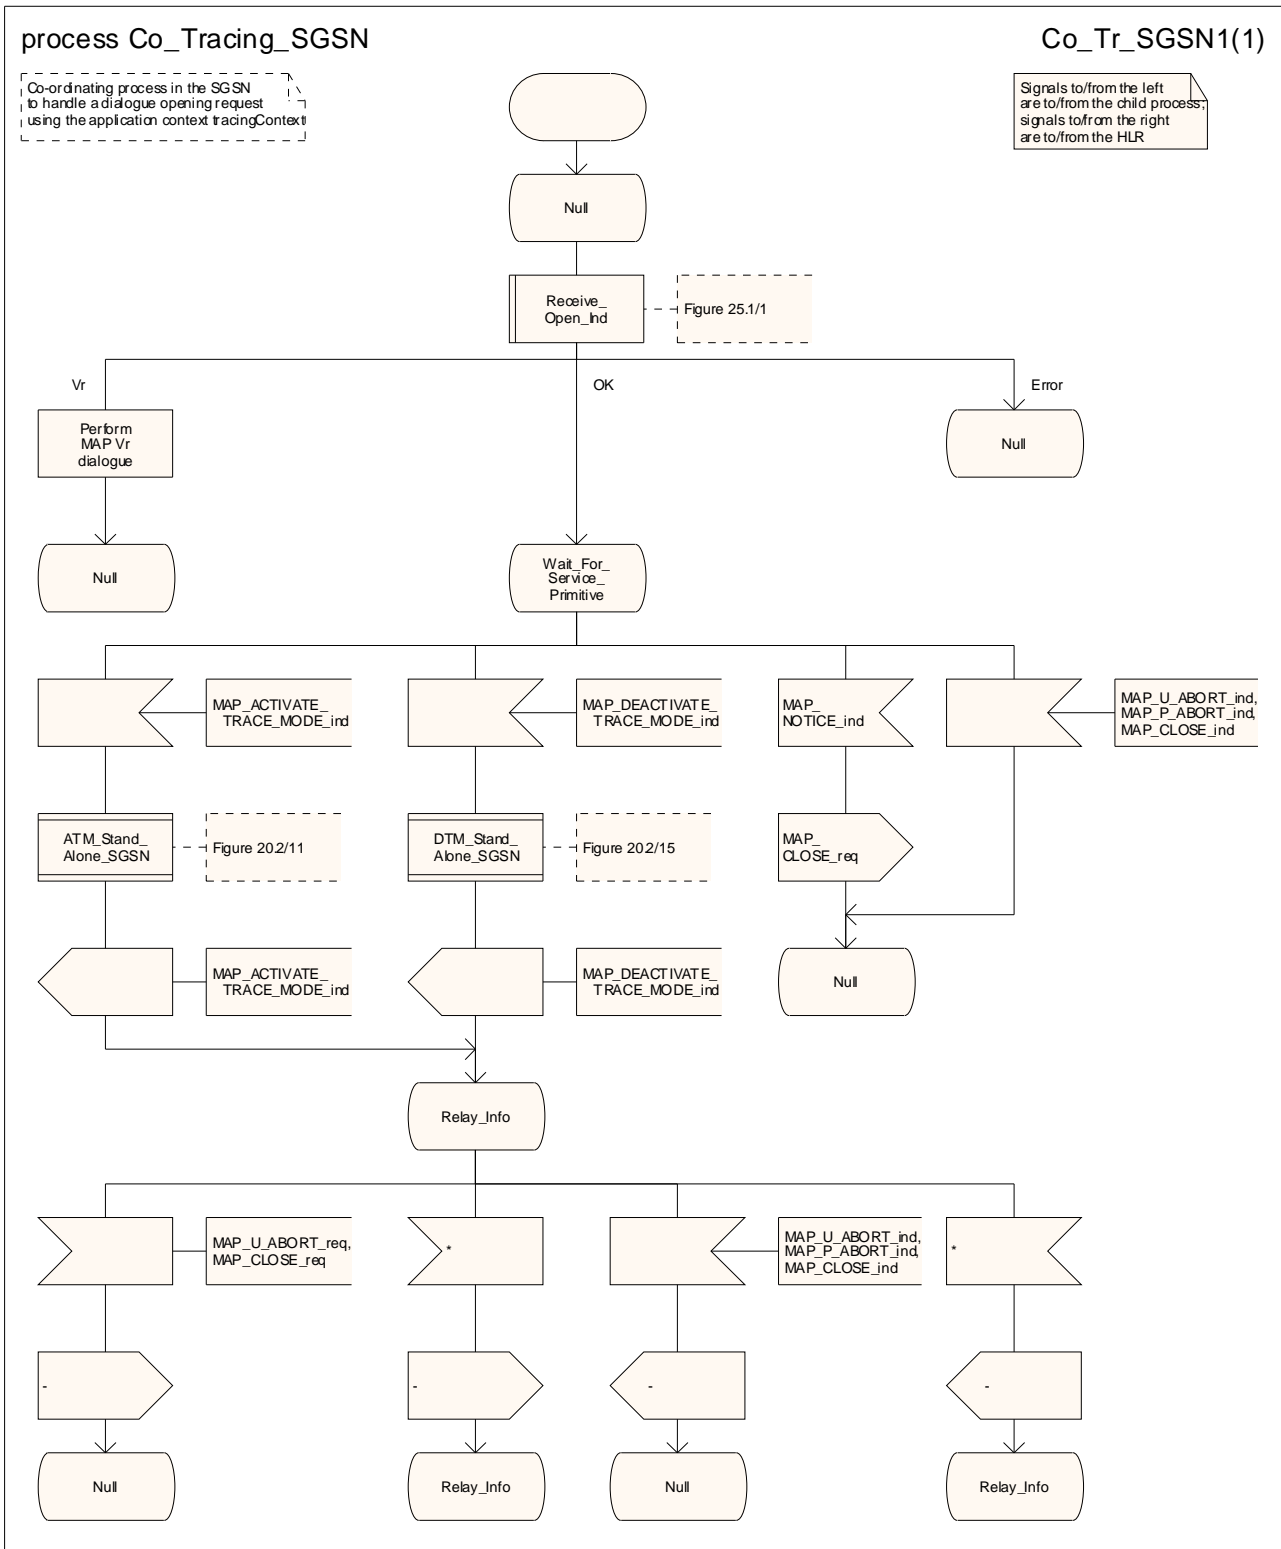 process Co_Tracing_SGSN
Co_Tr_SGSN1(1)
Co-ordinating process in the SGSN
to handle a dialogue opening request
using the application context tracingContext
Signals to/from the left
are to/from the child process;
signals to/from the right
are to/from the HLR
Null
Receive_
Open_Ind
Figure 25.1/1
Vr
OK
Error
Perform
MAP Vr
dialogue
Null
Null
Wait_For_
Service_
Primitive
MAP_ACTIVATE_
TRACE_MODE_ind
MAP_DEACTIVATE_
TRACE_MODE_ind
MAP_
NOTICE_ind
MAP_U_ABORT_ind,
MAP_P_ABORT_ind,
MAP_CLOSE_ind
ATM_Stand_
Alone_SGSN
Figure 20.2/11
DTM_Stand_
Alone_SGSN
Figure 20.2/15
MAP_
CLOSE_req
MAP_ACTIVATE_
TRACE_MODE_ind
MAP_DEACTIVATE_
TRACE_MODE_ind
Null
Relay_Info
MAP_U_ABORT_req,
MAP_CLOSE_req
*
MAP_U_ABORT_ind,
MAP_P_ABORT_ind,
MAP_CLOSE_ind
*
-
-
-
-
Null
Relay_Info
Null
Relay_Info